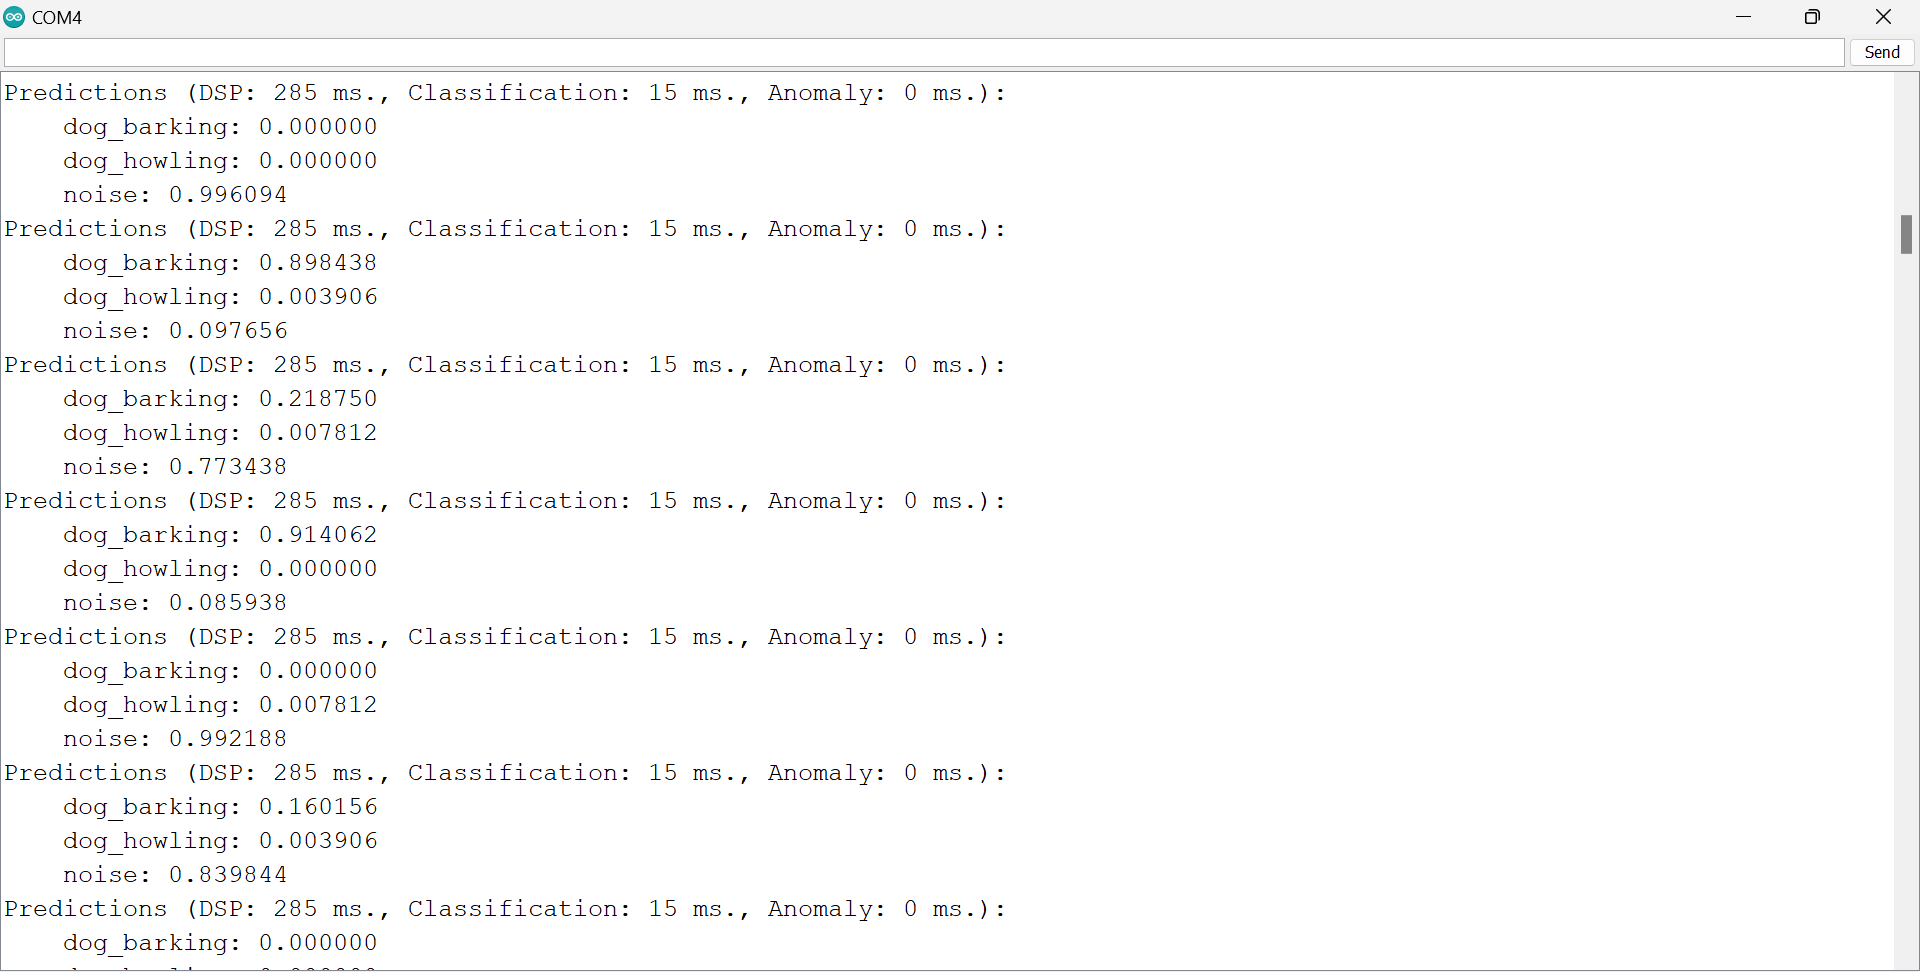 COM4
Send
Predictions (DSP: 285 ms., Classification: 15 ms., Anomaly: 0 ms.):
dog_barking: 0.000000
dog_howling: 0.000000
noise: 0.996094
Predictions (DSP: 285 ms., Classification: 15 ms., Anomaly: 0 ms.):
dog_barking: 0.898438
dog_howling: 0.003906
noise: 0.097656
Predictions (DSP: 285 ms., Classification: 15 ms., Anomaly: 0 ms.):
dog_barking: 0.218750
dog_howling: 0.007812
noise: 0.773438
Predictions (DSP: 285 ms., Classification: 15 ms., Anomaly: 0 ms.):
dog_barking: 0.914062
dog_howling: 0.000000
noise: 0.085938
Predictions (DSP: 285 ms., Classification: 15 ms., Anomaly: 0 ms.):
dog_barking: 0.000000
dog_howling: 0.007812
noise: 0.992188
Predictions (DSP: 285 ms., Classification: 15 ms., Anomaly: 0 ms.):
dog_barking: 0.160156
dog_howling: 0.003906
noise: 0.839844
Predictions (DSP: 285 ms., Classification: 15 ms., Anomaly: 0 ms.):
dog_barking: 0.000000